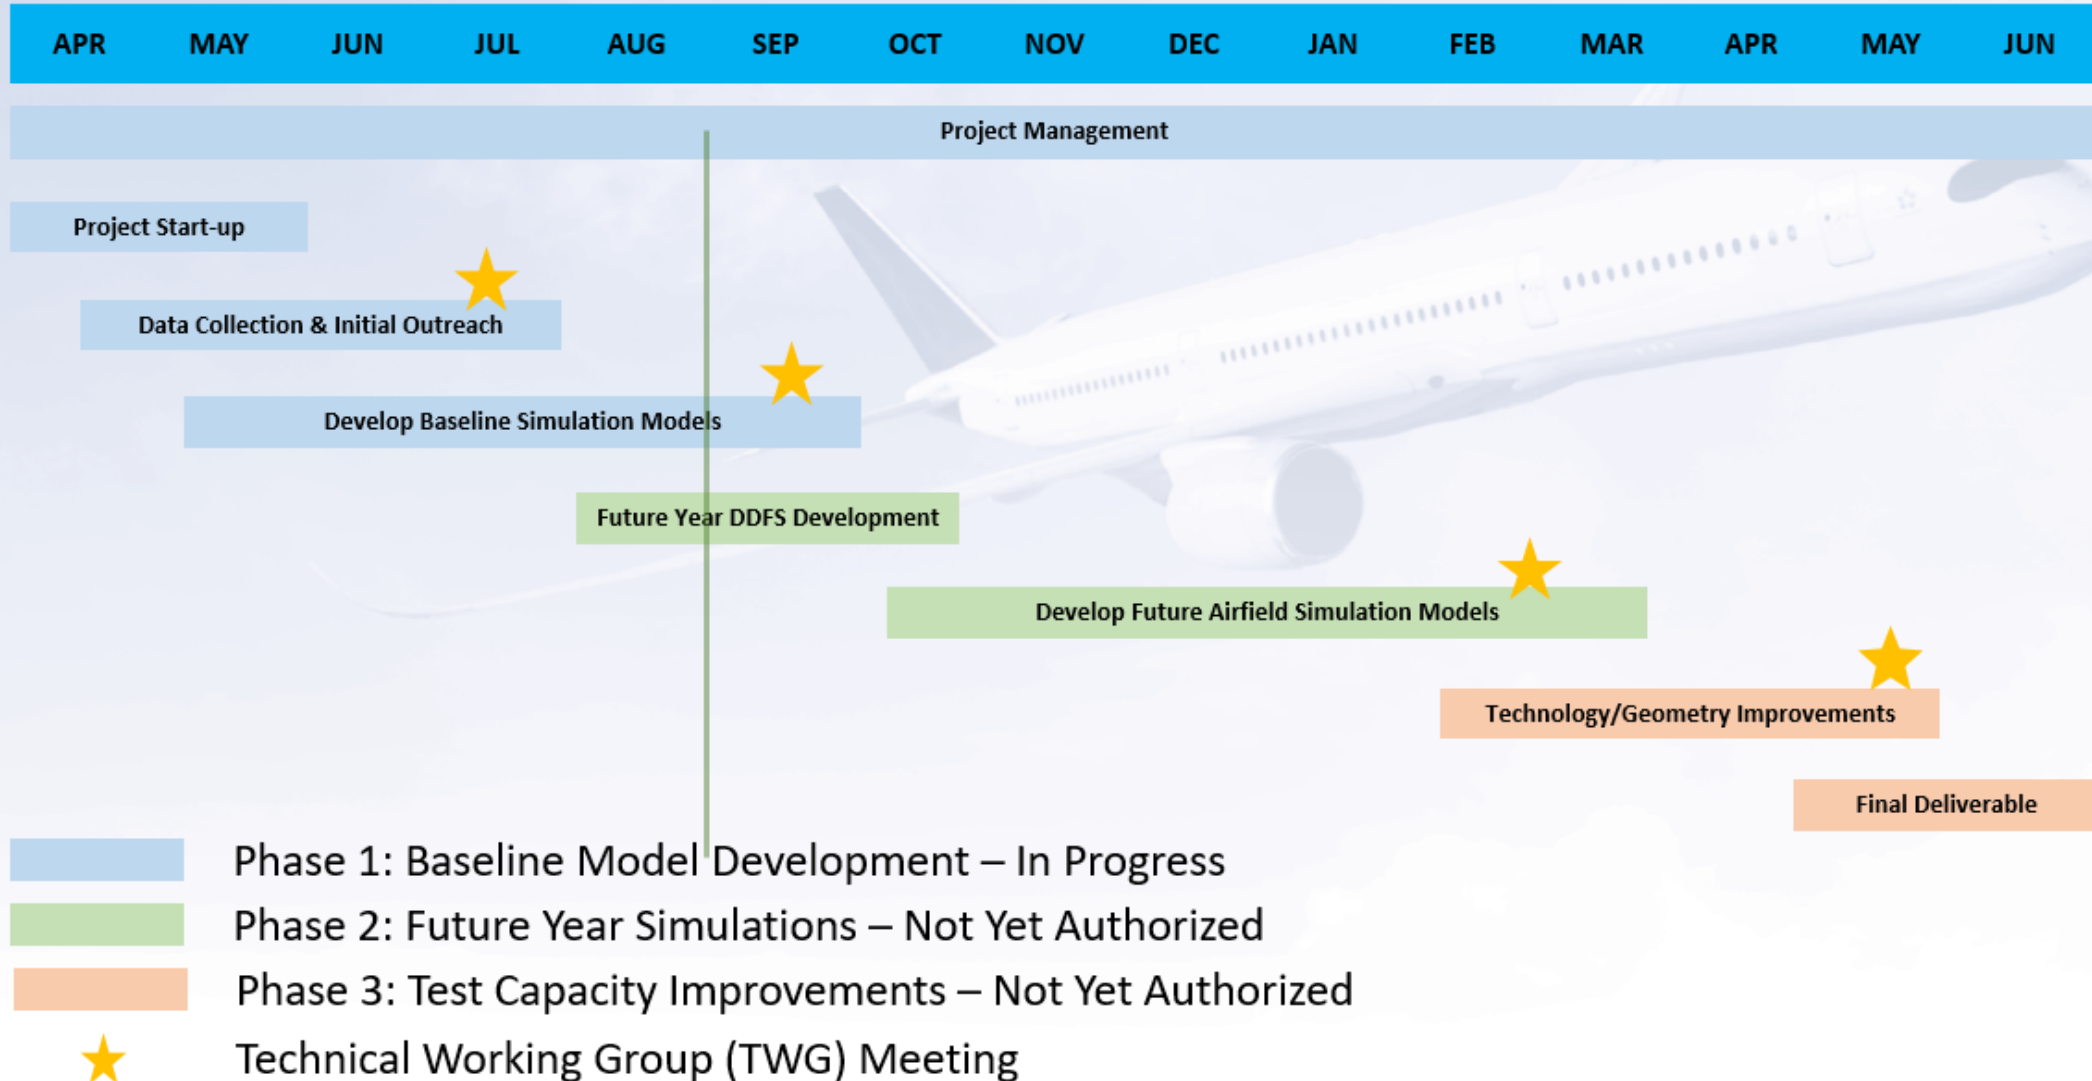 APR MAY JUN JUL AUG SEP OCT NOV DEC JAN FEB MAR APR MAY JUN
Project Management
Project Start-up
Data Collection & Initial Outreach
Develop Baseline Simulation Models
Future Year DDFS Development
Develop Future Airfield Simulation Models
Technology/Geometry Improvements
Final Deliverable
Phase 1: Baseline Model Development – In Progress
Phase 2: Future Year Simulations – Not Yet Authorized
Phase 3: Test Capacity Improvements – Not Yet Authorized
Technical Working Group (TWG) Meeting